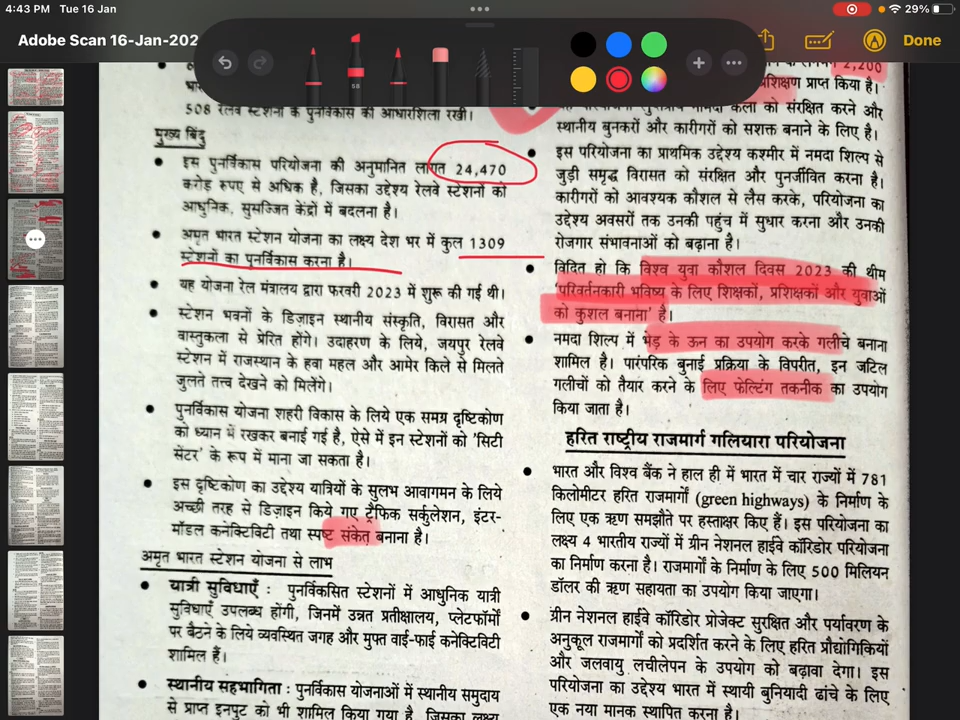 4:43 PM Tue 16 Jan
29%
Adobe Scan 16-Jan-202
Done
58
508 रेलवे स्टेशनों के पुनर्विकास की आधारशिला रखी।
मुख्य बिंदु
• इस पुनर्विकास परियोजना की अनुमानित लागत 24,470
करोड़ रुपए से अधिक है, जिसका उद्देश्य रेलवे स्टेशनों को
आधुनिक, सुसज्जित केंद्रों में बदलना है।
• अमृत भारत स्टेशन योजना का लक्ष्य देश भर में कुल 1309
स्टेशनों का पुनर्विकास करना है।
• यह योजना रेल मंत्रालय द्वारा फरवरी 2023 में शुरू की गई थी।
• स्टेशन भवनों के डिज़ाइन स्थानीय संस्कृति, विरासत और
वास्तुकला से प्रेरित होंगे। उदाहरण के लिये, जयपुर रेलवे
स्टेशन में राजस्थान के हवा महल और आमेर किले से मिलते
जुलते तत्त्व देखने को मिलेंगे।
• पुनर्विकास योजना शहरी विकास के लिये एक समग्र दृष्टिकोण
को ध्यान में रखकर बनाई गई है, ऐसे में इन स्टेशनों को 'सिटी
सेंटर' के रूप में माना जा सकता है।
• इस दृष्टिकोण का उद्देश्य यात्रियों के सुलभ आवागमन के लिये
अच्छी तरह से डिज़ाइन किये गए ट्रैफिक सर्कुलेशन, इंटर-
मॉडल कनेक्टिविटी तथा स्पष्ट संकेत बनाना है।
अमृत भारत स्टेशन योजना से लाभ
• यात्री सुविधाएँ : पुनर्विकसित स्टेशनों में आधुनिक यात्री
सुविधाएँ उपलब्ध होंगी, जिनमें उन्नत प्रतीक्षालय, प्लेटफॉर्मों
पर बैठने के लिये व्यवस्थित जगह और मुफ्त वाई-फाई कनेक्टिविटी
शामिल हैं।
• स्थानीय सहभागिता : पुनर्विकास योजनाओं में स्थानीय समुदाय
से प्राप्त इनपुट को भी शामिल किया गया है, जिसका लक्ष्य
2,200
प्रशिक्षण प्राप्त किया है।
कला को संरक्षित करने और
स्थानीय बुनकरों और कारीगरों को सशक्त बनाने के लिए है।
• इस परियोजना का प्राथमिक उद्देश्य कश्मीर में नमदा शिल्प से
जुड़ी समृद्ध विरासत को संरक्षित और पुनर्जीवित करना है।
कारीगरों को आवश्यक कौशल से लैस करके, परियोजना का
उद्देश्य अवसरों तक उनकी पहुंच में सुधार करना और उनकी
रोजगार संभावनाओं को बढ़ाना है।
• विदित हो कि विश्व युवा कौशल दिवस 2023 की थीम
'परिवर्तनकारी भविष्य के लिए शिक्षकों, प्रशिक्षकों और युवाओं
को कुशल बनाना' है।
• नमदा शिल्प में भेड़ के ऊन का उपयोग करके गलीचे बनाना
शामिल है। पारंपरिक बुनाई प्रक्रिया के विपरीत, इन जटिल
गलीचों को तैयार करने के लिए फेल्टिंग तकनीक का उपयोग
किया जाता है।
हरित राष्ट्रीय राजमार्ग गलियारा परियोजना
• भारत और विश्व बैंक ने हाल ही में भारत में चार राज्यों में 781
किलोमीटर हरित राजमार्गों (green highways) के निर्माण के
लिए एक ऋण समझौते पर हस्ताक्षर किए हैं। इस परियोजना का
लक्ष्य 4 भारतीय राज्यों में ग्रीन नेशनल हाईवे कॉरिडोर परियोजना
का निर्माण करना है। राजमार्गों के निर्माण के लिए 500 मिलियन
डॉलर की ऋण सहायता का उपयोग किया जाएगा।
• ग्रीन नेशनल हाईवे कॉरिडोर प्रोजेक्ट सुरक्षित और पर्यावरण के
अनुकूल राजमार्गों को प्रदर्शित करने के लिए हरित प्रौद्योगिकियों
और जलवायु लचीलेपन के उपयोग को बढ़ावा देगा। इस
परियोजना का उद्देश्य भारत में स्थायी बुनियादी ढांचे के लिए
एक नया मानक स्थापित करना है।